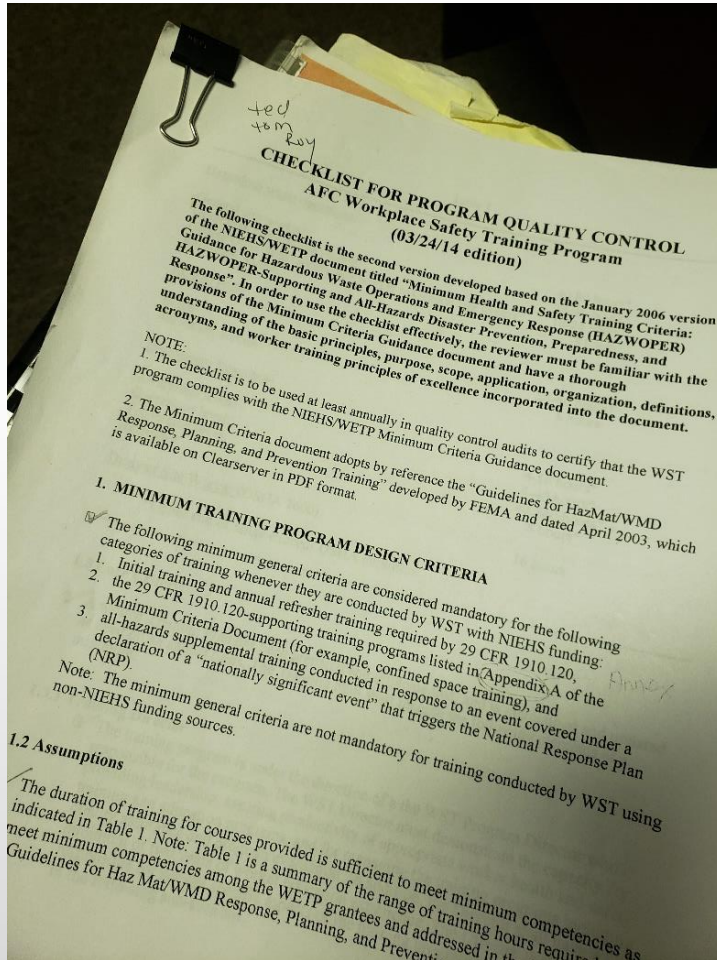 ted
tom
Roy
CHECKLIST FOR PROGRAM QUALITY CONTROL
AFC Workplace Safety Training Program
(03/24/14 edition)
The following checklist is the second version developed based on the January 2006 version
of the NIEHS/WETP document titled “Minimum Health and Safety Training Criteria:
Guidance for Hazardous Waste Operations and Emergency Response (HAZWOPER)
HAZWOPER-Supporting and All-Hazards Disaster Prevention, Preparedness, and
Response”. In order to use the checklist effectively, the reviewer must be familiar with the
provisions of the Minimum Criteria Guidance document and have a thorough
understanding of the basic principles, purpose, scope, application, organization, definitions,
acronyms, and worker training principles of excellence incorporated into the document.
NOTE:
1. The checklist is to be used at least annually in quality control audits to certify that the WST
program complies with the NIEHS/WETP Minimum Criteria Guidance document.
2. The Minimum Criteria document adopts by reference the “Guidelines for HazMat/WMD
Response, Planning, and Prevention Training” developed by FEMA and dated April 2003, which
is available on Clearserver in PDF format.
1. MINIMUM TRAINING PROGRAM DESIGN CRITERIA
The following minimum general criteria are considered mandatory for the following
categories of training whenever they are conducted by WST with NIEHS funding:
1. Initial training and annual refresher training required by 29 CFR 1910.120,
2. the 29 CFR 1910.120-supporting training programs listed in Appendix A of the
Annex
Minimum Criteria Document (for example, confined space training), and
3. all-hazards supplemental training conducted in response to an event covered under a
declaration of a “nationally significant event” that triggers the National Response Plan
(NRP).
Note: The minimum general criteria are not mandatory for training conducted by WST using
non-NIEHS funding sources.
1.2 Assumptions
The duration of training for courses provided is sufficient to meet minimum competencies as
indicated in Table 1. Note: Table 1 is a summary of the range of training hours
meet minimum competencies among the WETP grantees and addressed in
Guidelines for Haz Mat/WMD Response, Planning, and